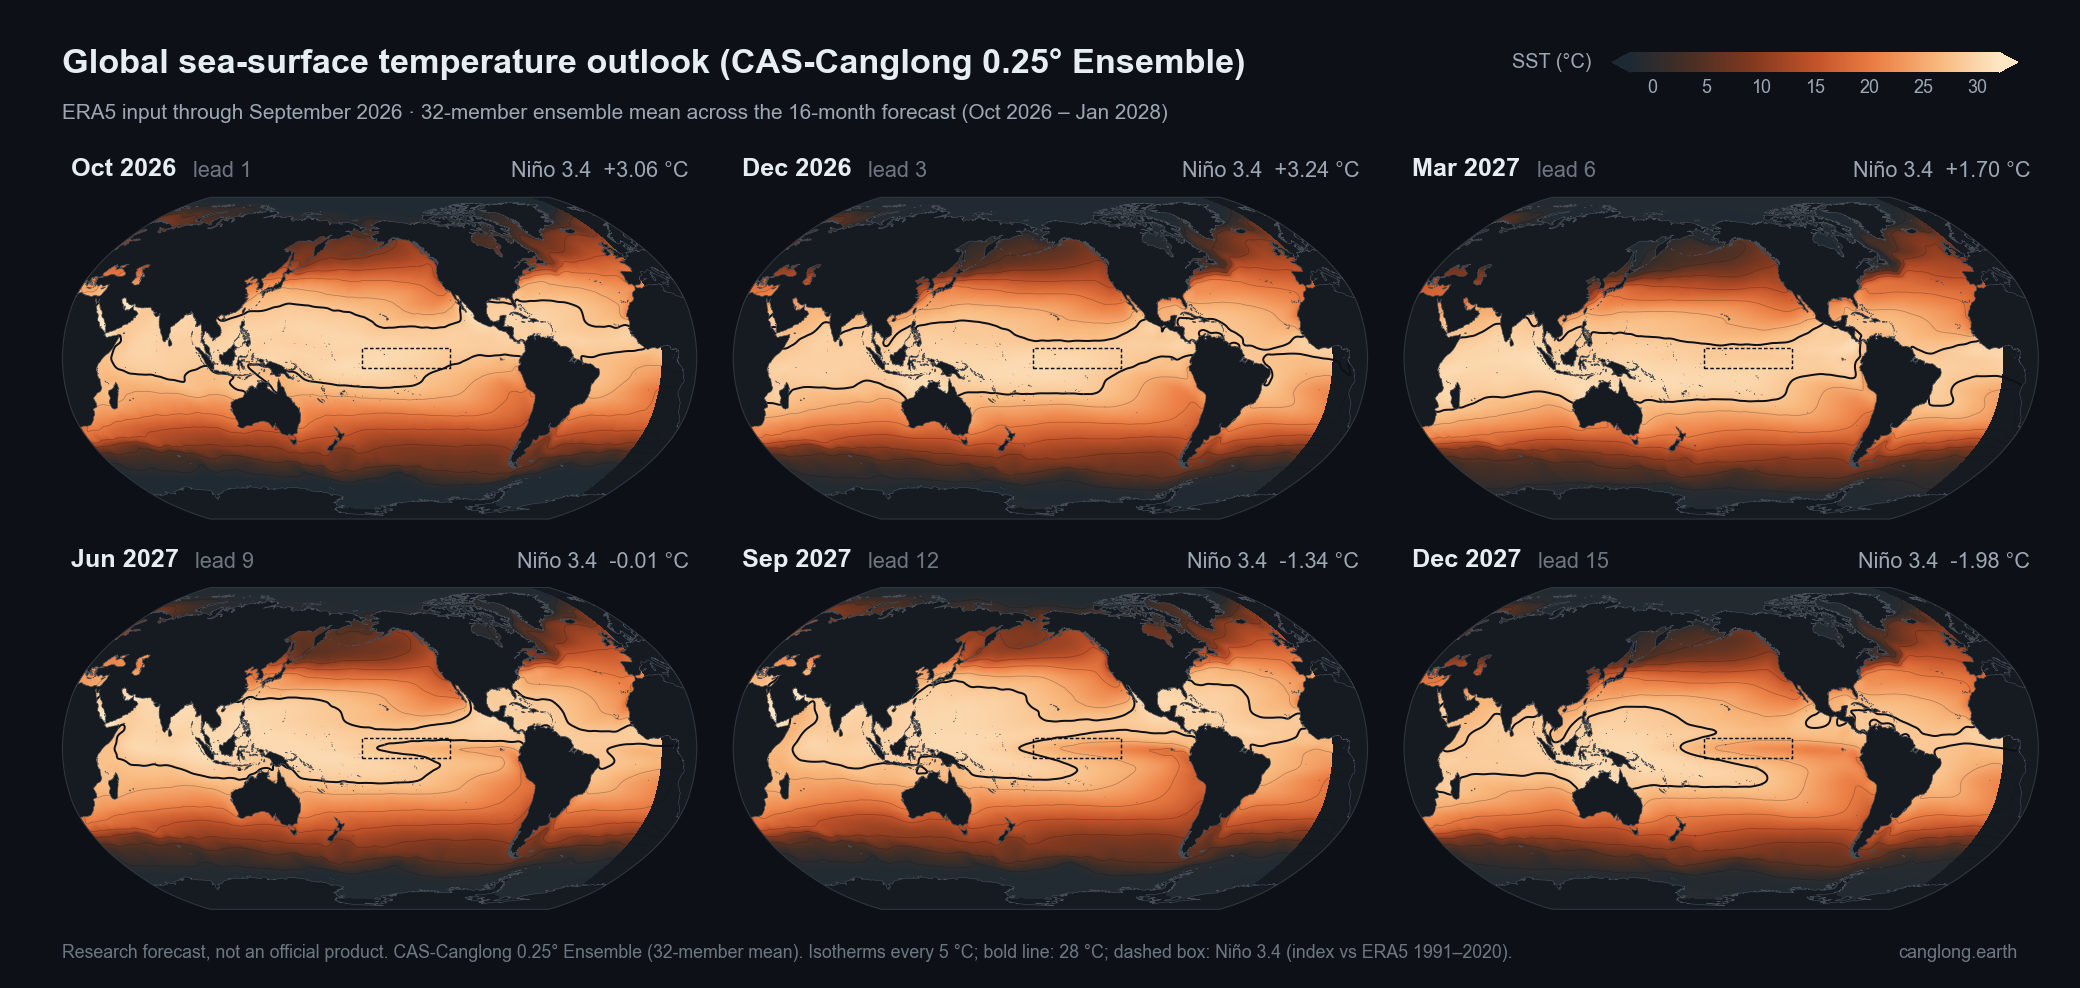 Global sea-surface temperature outlook (CAS-Canglong 0.25° Ensemble)
SST (°C)
0 5 10 15 20 25 30
ERA5 input through September 2026 · 32-member ensemble mean across the 16-month forecast (Oct 2026 – Jan 2028)
Oct 2026 lead 1 Niño 3.4 +3.06 °C
Dec 2026 lead 3 Niño 3.4 +3.24 °C
Mar 2027 lead 6 Niño 3.4 +1.70 °C
Jun 2027 lead 9 Niño 3.4 -0.01 °C
Sep 2027 lead 12 Niño 3.4 -1.34 °C
Dec 2027 lead 15 Niño 3.4 -1.98 °C
Research forecast, not an official product. CAS-Canglong 0.25° Ensemble (32-member mean). Isotherms every 5 °C; bold line: 28 °C; dashed box: Niño 3.4 (index vs ERA5 1991–2020).
canglong.earth